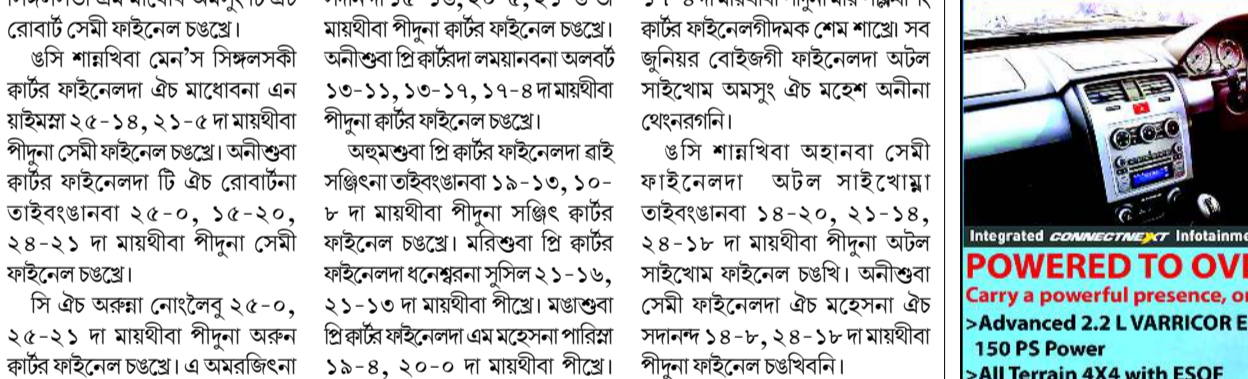 রোবার্ট সেমী ফাইনেল চঙখ্রে।
ঙসি শান্নখিবা মেন'স সিঙ্গলসকী
ক্বার্টর ফাইনেলদা ঐচ মাধোবনা এন
য়াইমস্না ২৫-১৪, ২১-৫ দা মায়থীবা
পীদুনা সেমী ফাইনেল চঙখ্রে। অনীশুবা
ক্বার্টর ফাইনেলদা টি ঐচ রোবার্টনা
তাইবংঙানবা ২৫-০, ১৫-২০,
২৪-২১ দা মায়থীবা পীদুনা সেমী
ফাইনেল চঙখ্রে।
সি ঐচ অরুন্না নোংলৈবু ২৫-০,
২৫-২১ দা মায়থীবা পীদুনা অরুন
ক্বার্টর ফাইনেল চঙখ্রে। এ অমরজিৎনা
মায়থীবা পীদুনা ক্বার্টর ফাইনেল চঙখ্রে।
অনীশুবা প্রি ক্বার্টরদা লময়ানবনা অলবর্ট
১৩-১১, ১৩-১৭, ১৭-৪ দা মায়থীবা
পীদুনা ক্বার্টর ফাইনেল চঙখ্রে।
অহুমশুবা প্রি ক্বার্টর ফাইনেলদা ৱাই
সঞ্জিৎনা তাইবংঙানবা ১৯-১৩, ১০-
৮ দা মায়থীবা পীদুনা সঞ্জিৎ ক্বার্টর
ফাইনেল চঙখ্রে। মরিশুবা প্রি ক্বার্টর
ফাইনেলদা ধনেশ্বরনা সুসিল ২১-১৬,
২১-১৩ দা মায়থীবা পীখ্রে। মঙাশুবা
প্রি ক্বার্টর ফাইনেলদা এম মহেসনা পারিস্না
১৯-৪, ২০-০ দা মায়থীবা পীখ্রে।
ক্বার্টর ফাইনেলগীদমক শেম শাখ্রে। সব
জুনিয়র বোইজগী ফাইনেলদা অটল
সাইখোম অমসুং ঐচ মহেশ অনীনা
থেংনরগনি।
ঙসি শান্নখিবা অহানবা সেমী
ফাইনেলদা অটল সাইখোম্না
তাইবংঙানবা ১৪-২০, ২১-১৪,
২৪-১৮ দা মায়থীবা পীদুনা অটল
সাইখোম ফাইনেল চঙখি। অনীশুবা
সেমী ফাইনেলদা ঐচ মহেসনা ঐচ
সদানন্দ ১৪-৮, ২৪-১৮ দা মায়থীবা
পীদুনা ফাইনেল চঙখিবনি।
Integrated CONNECTNEXT Infotainme
POWERED TO OV
Carry a powerful presence, o
>Advanced 2.2 L VARRICOR E
150 PS Power
>All Terrain 4X4 with ESOF